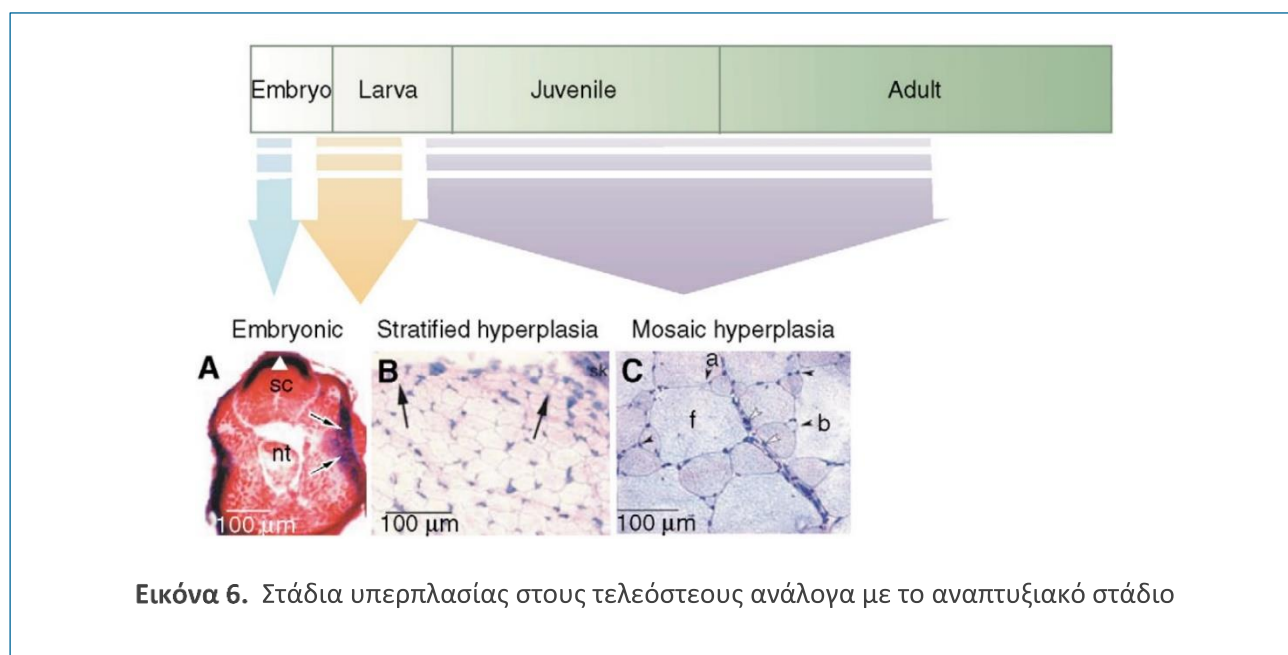 Embryo Larva Juvenile Adult
Embryonic Stratified hyperplasia Mosaic hyperplasia
A B C
sc sk a
f b
nt
100 μm 100 μm 100 μm
Εικόνα 6. Στάδια υπερπλασίας στους τελεόστεους ανάλογα με το αναπτυξιακό στάδιο